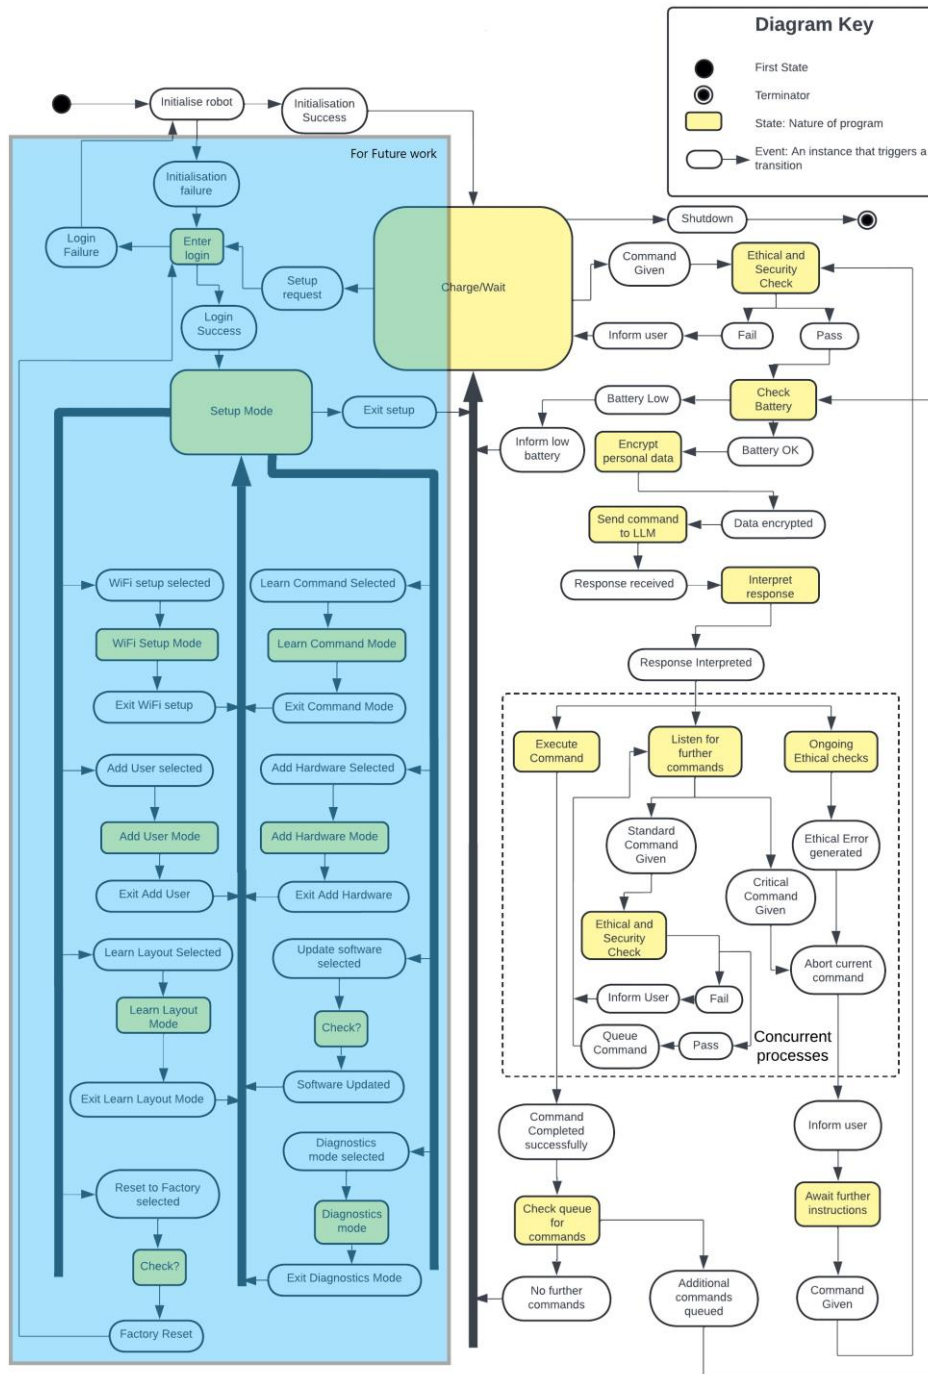 Diagram Key
First State
Terminator
State: Nature of program
Event: An instance that triggers a
transition
Initialise robot
Initialisation
Success
For Future work
Initialisation
failure
Login
Failure
Enter
login
Setup
request
Login
Success
Charge/Wait
Shutdown
Command
Given
Ethical and
Security
Check
Inform user
Fail
Pass
Setup Mode
Exit setup
Battery Low
Check
Battery
Inform low
battery
Encrypt
personal data
Battery OK
Send command
to LLM
Data encrypted
Response received
Interpret
response
Response Interpreted
WiFi setup selected
Learn Command Selected
WiFi Setup Mode
Learn Command Mode
Exit WiFi setup
Exit Command Mode
Add User selected
Add Hardware Selected
Add User Mode
Add Hardware Mode
Exit Add User
Exit Add Hardware
Learn Layout Selected
Update software
selected
Learn Layout
Mode
Check?
Exit Learn Layout Mode
Software Updated
Reset to Factory
selected
Diagnostics
mode selected
Check?
Diagnostics
mode
Factory Reset
Exit Diagnostics Mode
Execute
Command
Listen for
further
commands
Ongoing
Ethical checks
Standard
Command
Given
Ethical Error
generated
Critical
Command
Given
Ethical and
Security
Check
Abort current
command
Inform User
Fail
Queue
Command
Pass
Concurrent
processes
Command
Completed
successfully
Inform user
Check queue
for
commands
Await further
instructions
No further
commands
Additional
commands
queued
Command
Given